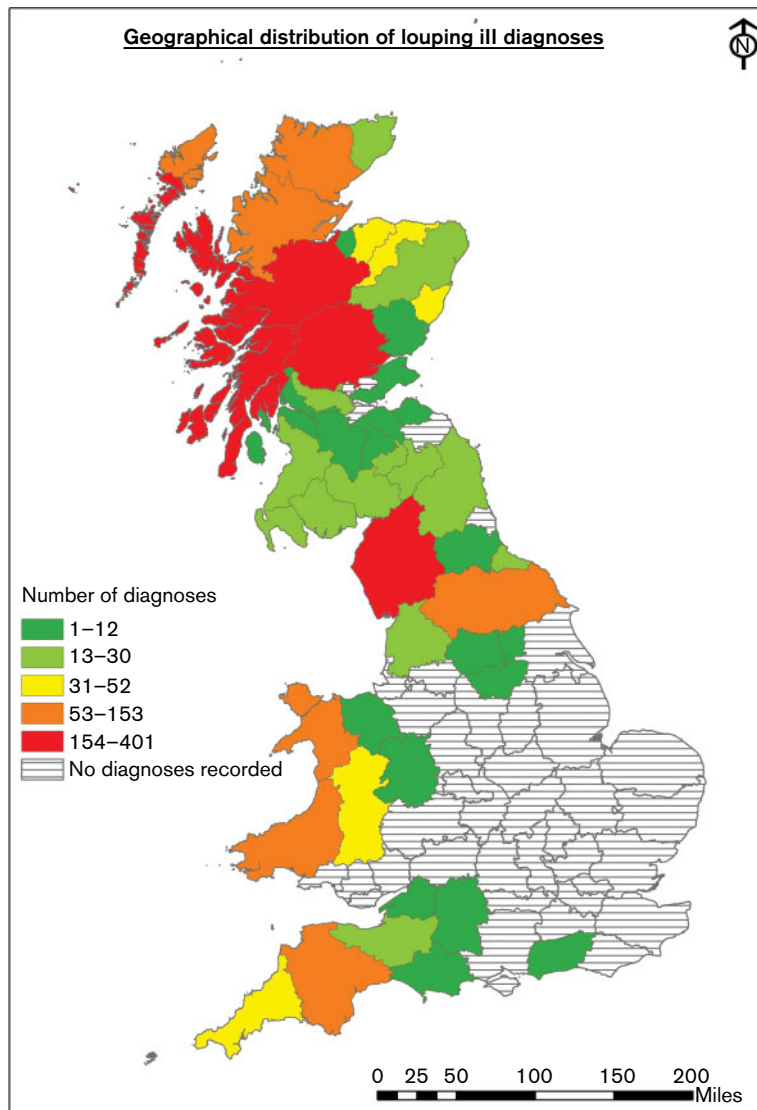 Geographical distribution of louping ill diagnoses
N
Number of diagnoses
1–12
13–30
31–52
53–153
154–401
No diagnoses recorded
0 25 50 100 150 200
Miles